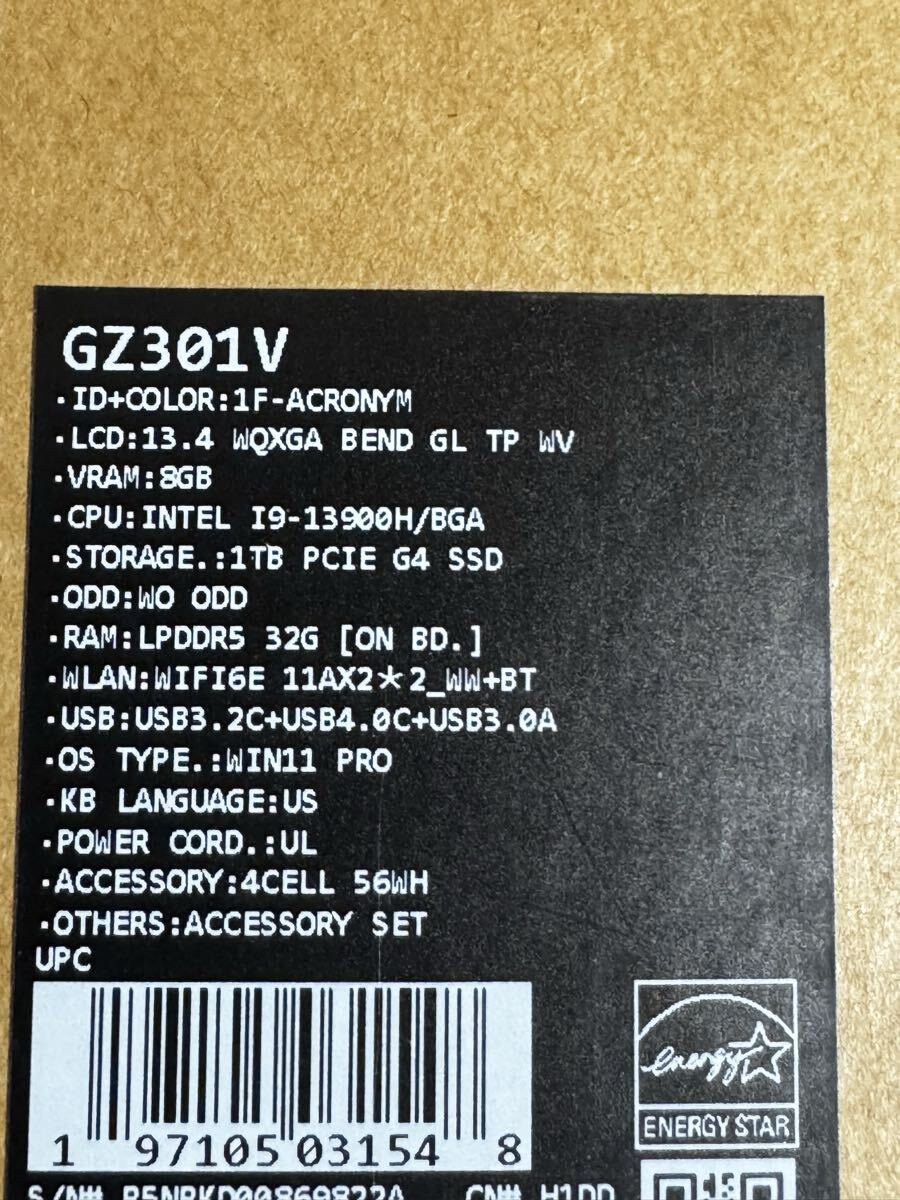 GZ301V
·ID+COLOR:1F-ACRONYM
·LCD:13.4 WQXGA BEND GL TP WV
·VRAM:8GB
·CPU:INTEL I9-13900H/BGA
·STORAGE.:1TB PCIE G4 SSD
·ODD:WO ODD
·RAM:LPDDR5 32G [ON BD.]
·WLAN:WIFI6E 11AX2*2_WW+BT
·USB:USB3.2C+USB4.0C+USB3.0A
·OS TYPE.:WIN11 PRO
·KB LANGUAGE:US
·POWER CORD.:UL
·ACCESSORY:4CELL 56WH
·OTHERS:ACCESSORY SET
UPC
1 97105 03154 8
energy
ENERGY STAR
S/N# R5NRKD00869822A CN# H1DD